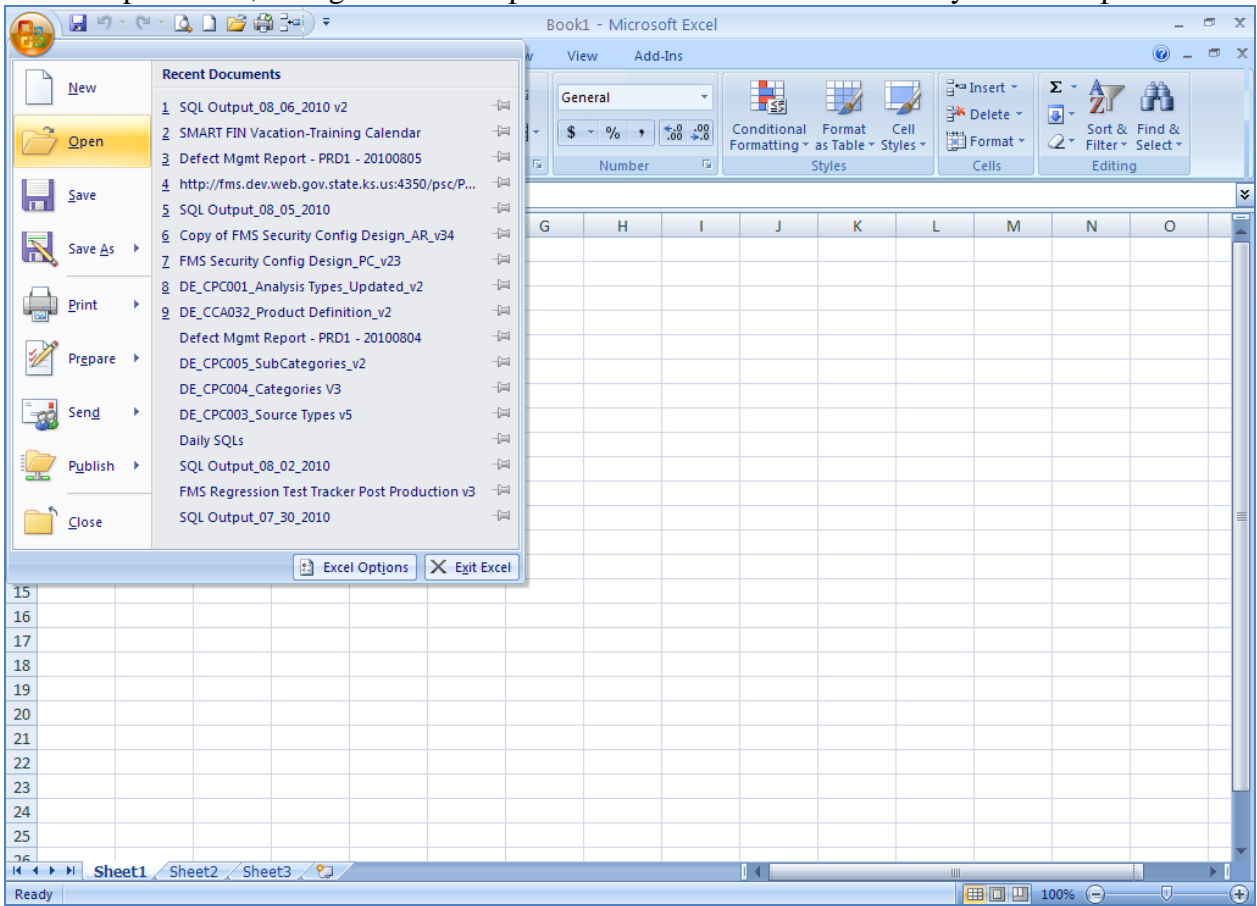 Book1 - Microsoft Excel
View Add-Ins
New
Open
Save
Save As
Print
Prepare
Send
Publish
Close
Recent Documents
1 SQL Output_08_06_2010 v2
2 SMART FIN Vacation-Training Calendar
3 Defect Mgmt Report - PRD1 - 20100805
4 http://fms.dev.web.gov.state.ks.us:4350/psc/P...
5 SQL Output_08_05_2010
6 Copy of FMS Security Config Design_AR_v34
7 FMS Security Config Design_PC_v23
8 DE_CPC001_Analysis Types_Updated_v2
9 DE_CCA032_Product Definition_v2
Defect Mgmt Report - PRD1 - 20100804
DE_CPC005_SubCategories_v2
DE_CPC004_Categories V3
DE_CPC003_Source Types v5
Daily SQLs
SQL Output_08_02_2010
FMS Regression Test Tracker Post Production v3
SQL Output_07_30_2010
Excel Options Exit Excel
General
$ % , .0 .00 .00 .0
Number
Conditional Formatting
Format as Table
Cell Styles
Styles
Insert
Delete
Format
Cells
Σ
Sort & Filter
Find & Select
Editing
G H I J K L M N O
15
16
17
18
19
20
21
22
23
24
25
26
Sheet1 Sheet2 Sheet3
Ready 100%